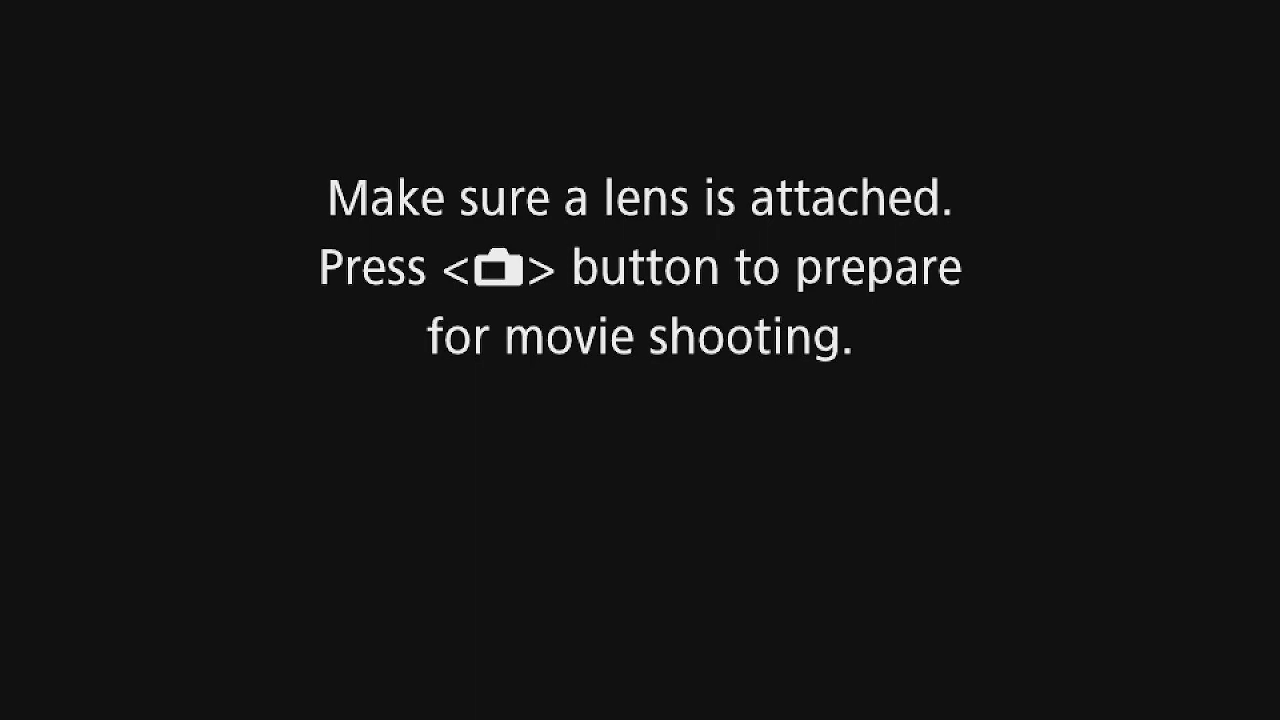 Make sure a lens is attached.
Press <📷> button to prepare
for movie shooting.